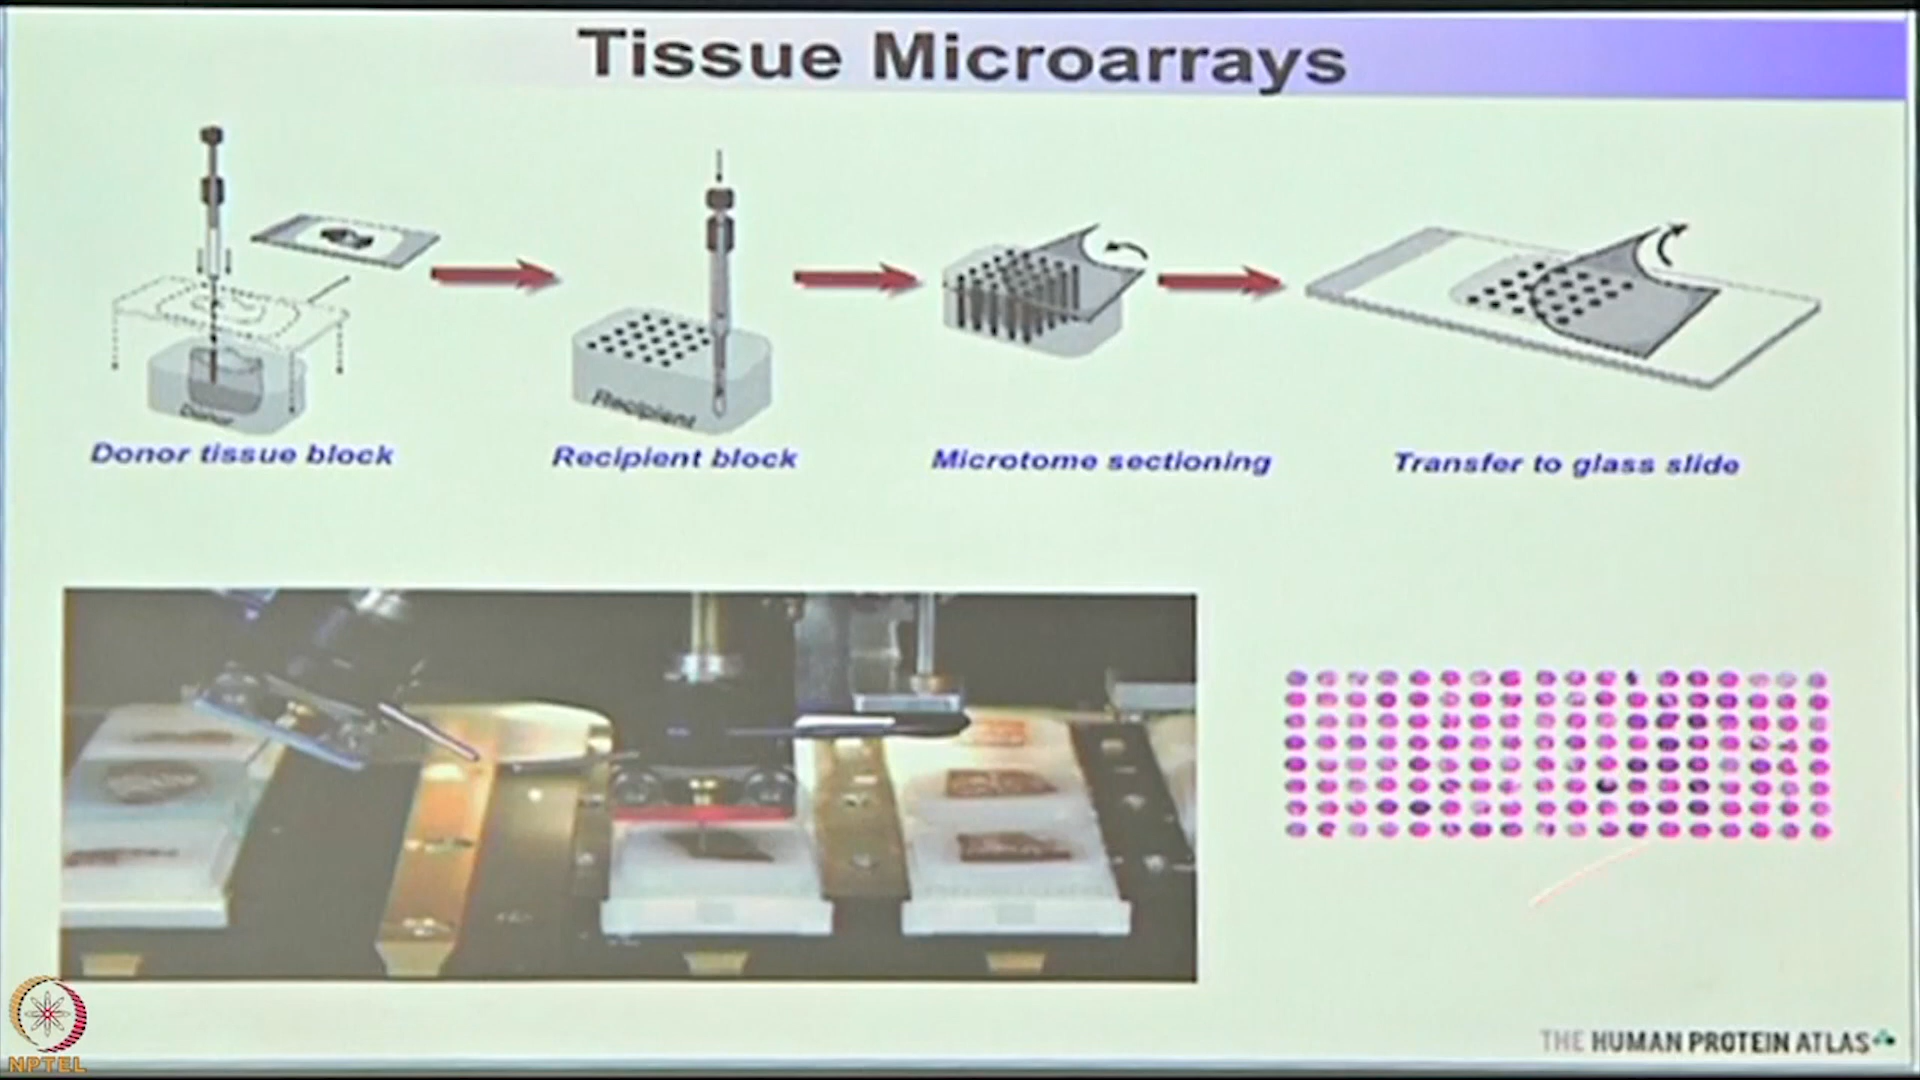 Tissue Microarrays
Donor
Recipient
Donor tissue block
Recipient block
Microtome sectioning
Transfer to glass slide
THE HUMAN PROTEIN ATLAS
NPTEL